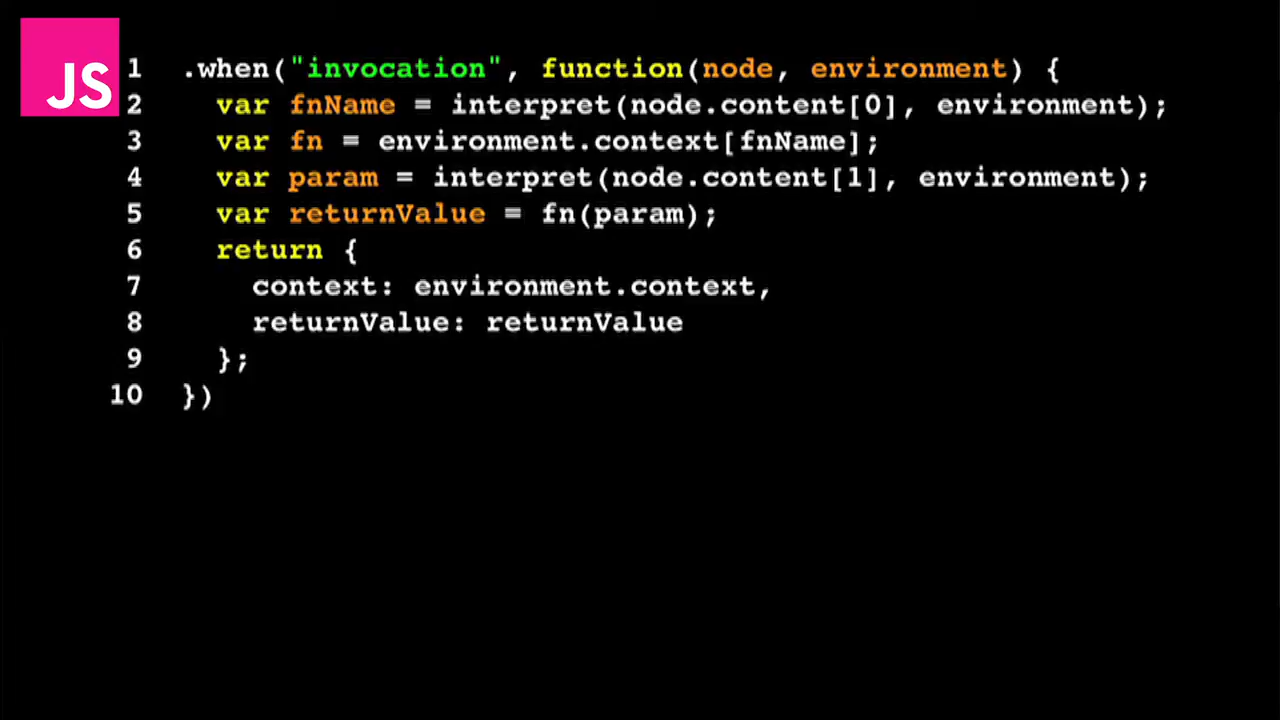 JS
1 .when("invocation", function(node, environment) {
2   var fnName = interpret(node.content[0], environment);
3   var fn = environment.context[fnName];
4   var param = interpret(node.content[1], environment);
5   var returnValue = fn(param);
6   return {
7     context: environment.context,
8     returnValue: returnValue
9   };
10 })